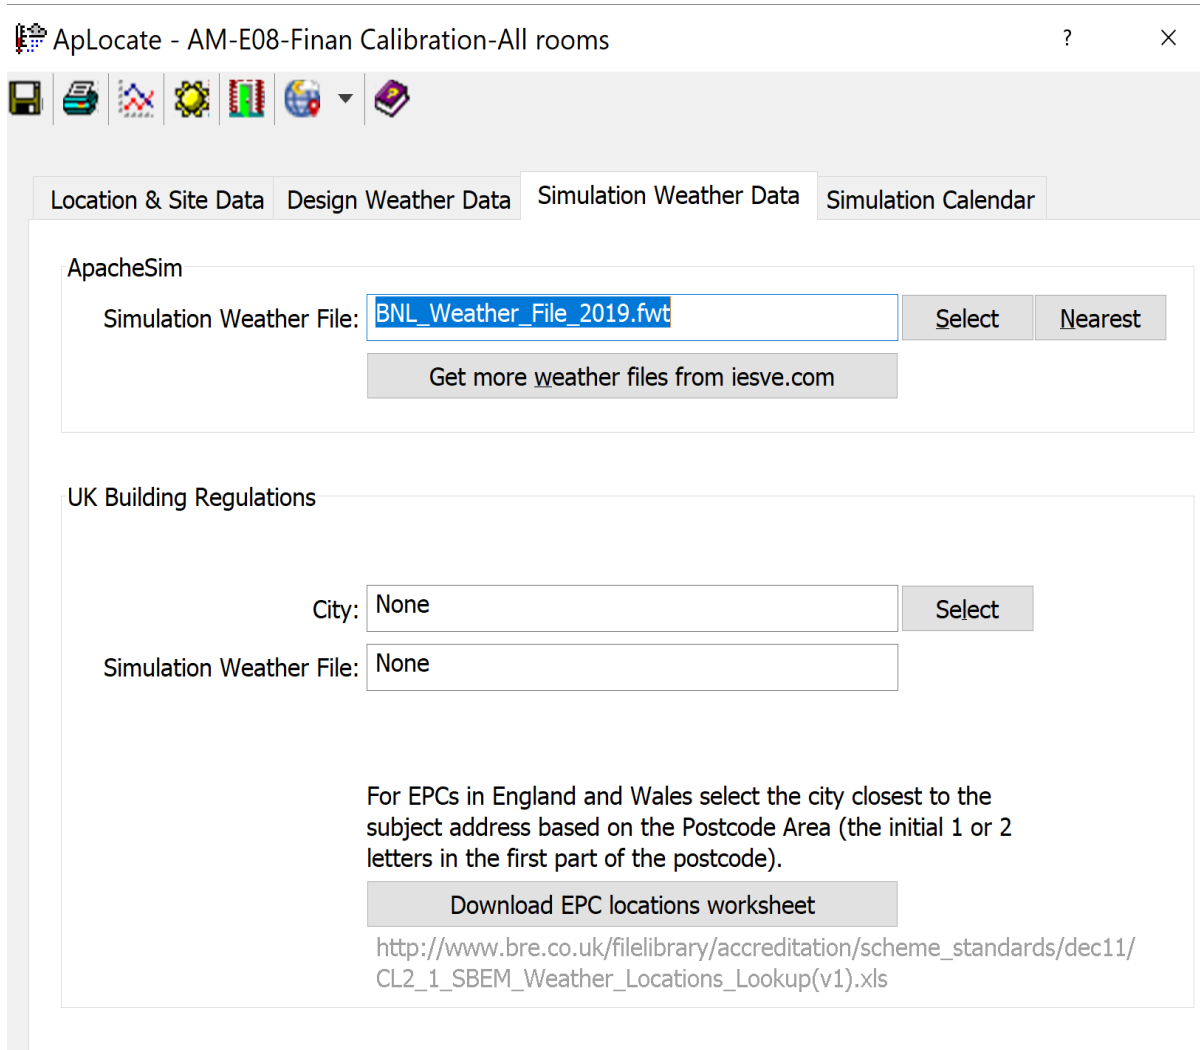 ApLocate - AM-E08-Finan Calibration-All rooms ?
Location & Site Data Design Weather Data Simulation Weather Data Simulation Calendar
ApacheSim
Simulation Weather File: BNL_Weather_File_2019.fwt Select Nearest
Get more weather files from iesve.com
UK Building Regulations
City: None Select
Simulation Weather File: None
For EPCs in England and Wales select the city closest to the
subject address based on the Postcode Area (the initial 1 or 2
letters in the first part of the postcode).
Download EPC locations worksheet
http://www.bre.co.uk/filelibrary/accreditation/scheme_standards/dec11/
CL2_1_SBEM_Weather_Locations_Lookup(v1).xls